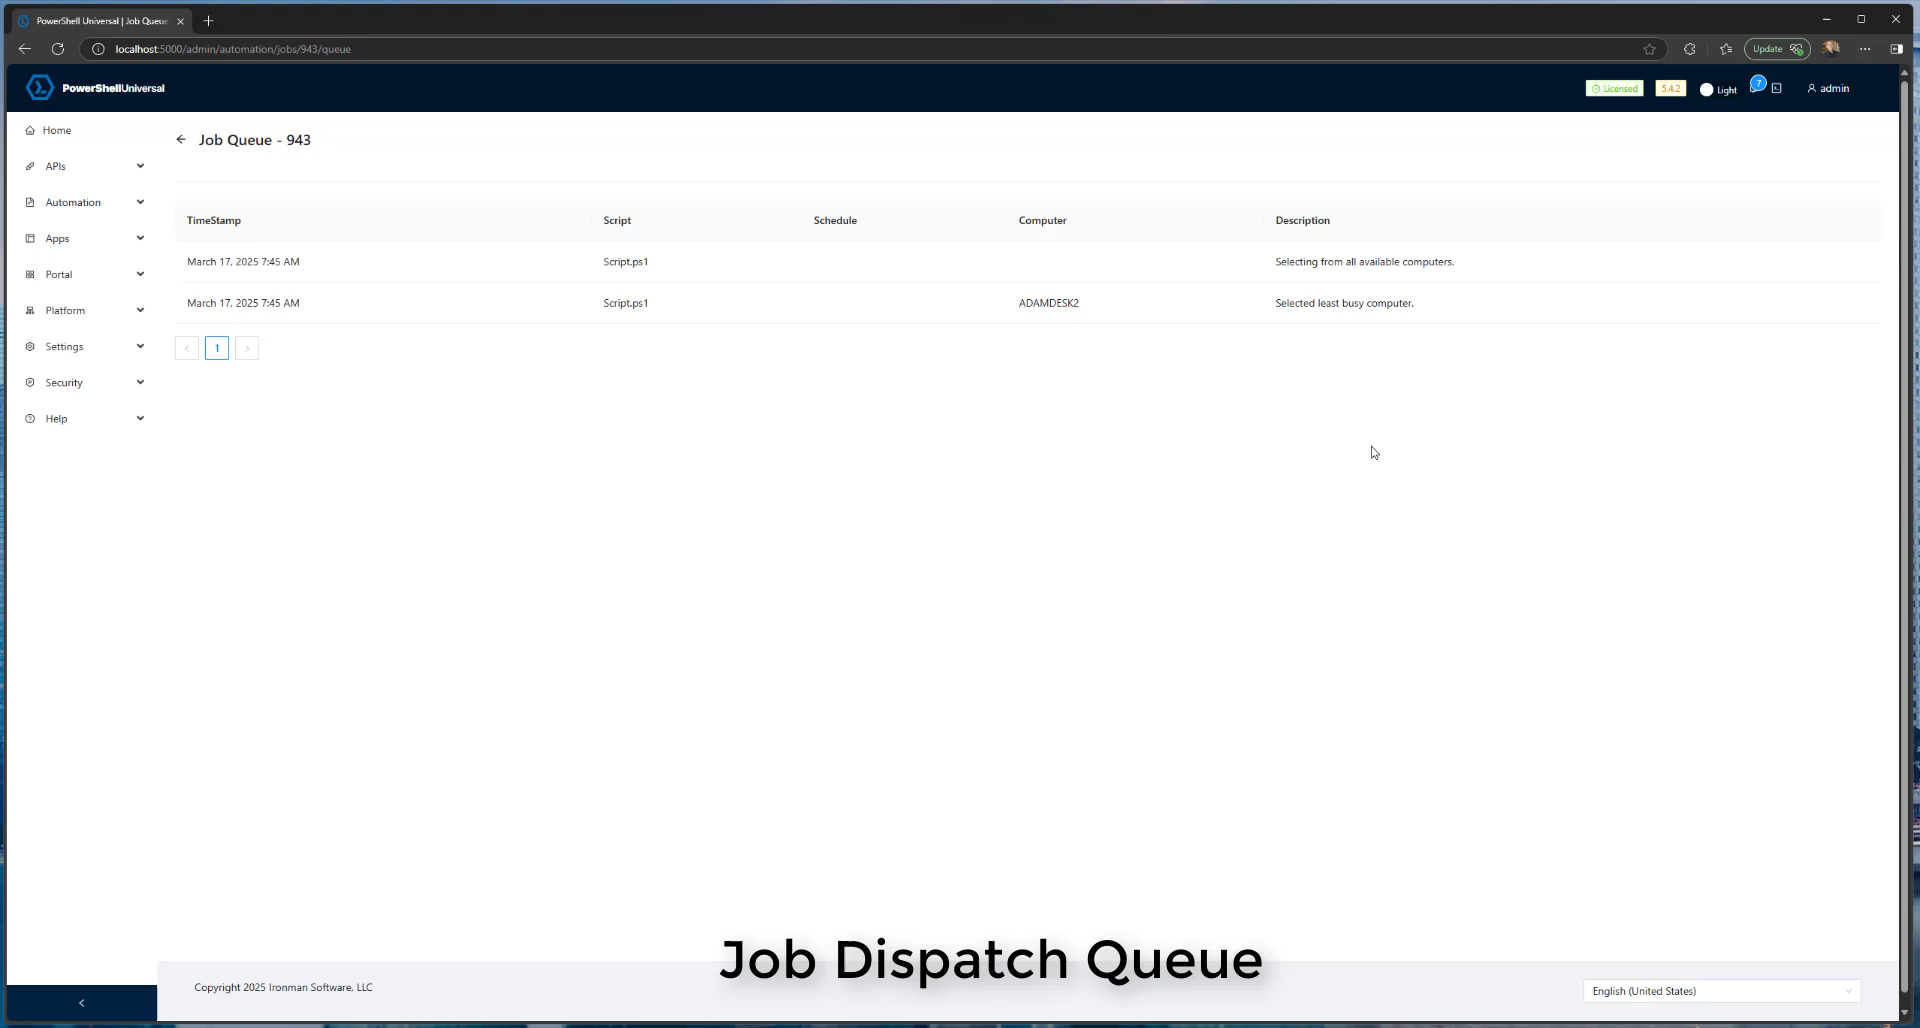 PowerShell Universal | Job Queue
localhost:5000/admin/automation/jobs/943/queue
Update
PowerShellUniversal
Licensed
5.4.2
Light
7
admin
Home
APIs
Automation
Apps
Portal
Platform
Settings
Security
Help
Job Queue - 943
TimeStamp Script Schedule Computer Description
March 17, 2025 7:45 AM Script.ps1 Selecting from all available computers.
March 17, 2025 7:45 AM Script.ps1 ADAMDESK2 Selected least busy computer.
< 1 >
Job Dispatch Queue
Copyright 2025 Ironman Software, LLC
English (United States)
<